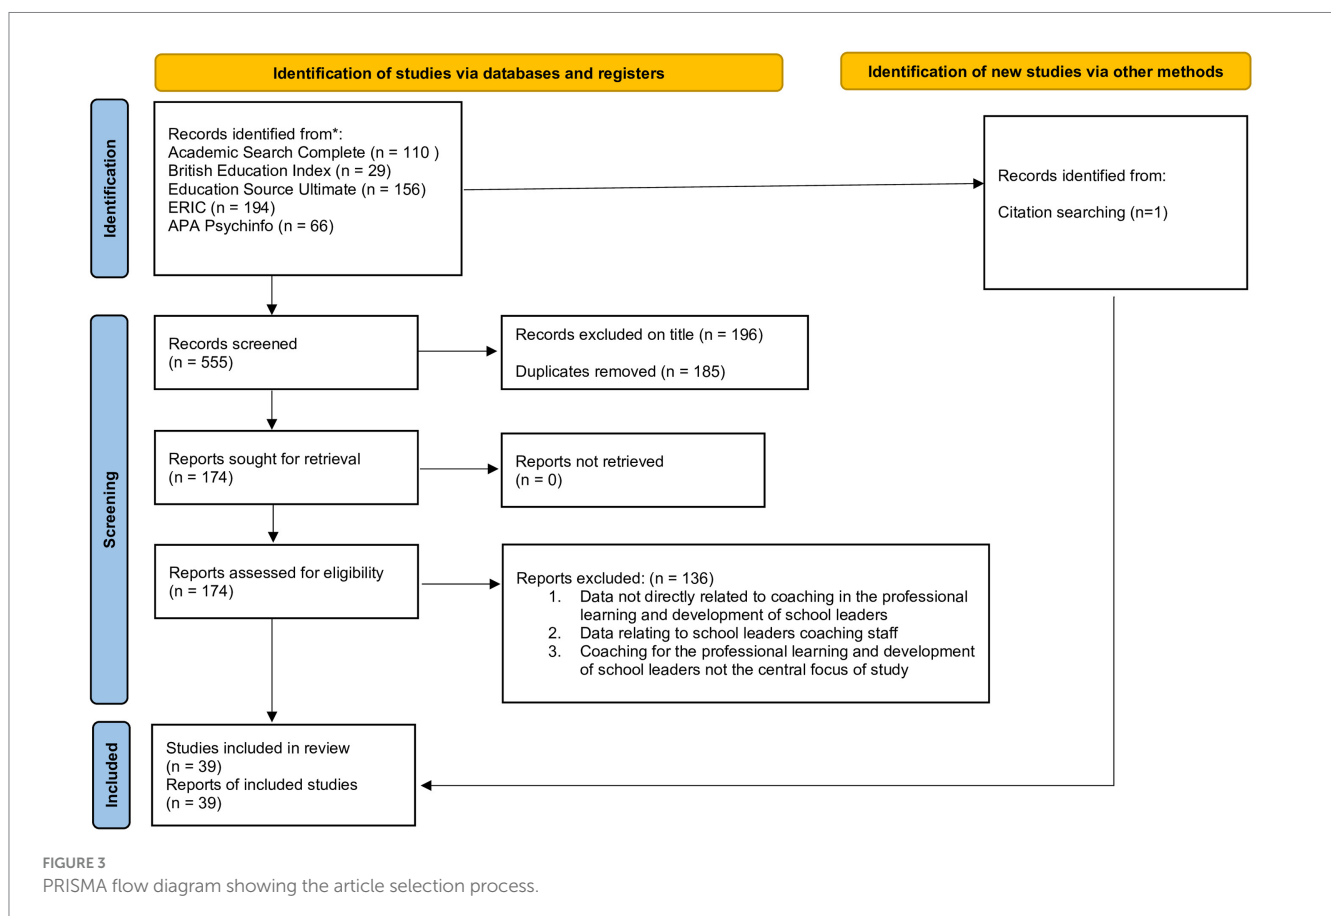 Identification of studies via databases and registers
Identification of new studies via other methods
Identification
Records identified from*:
Academic Search Complete (n = 110 )
British Education Index (n = 29)
Education Source Ultimate (n = 156)
ERIC (n = 194)
APA Psychinfo (n = 66)
Records identified from:
Citation searching (n=1)
Screening
Records screened
(n = 555)
Records excluded on title (n = 196)
Duplicates removed (n = 185)
Reports sought for retrieval
(n = 174)
Reports not retrieved
(n = 0)
Reports assessed for eligibility
(n = 174)
Reports excluded: (n = 136)
1. Data not directly related to coaching in the professional
learning and development of school leaders
2. Data relating to school leaders coaching staff
3. Coaching for the professional learning and development
of school leaders not the central focus of study
Included
Studies included in review
(n = 39)
Reports of included studies
(n = 39)
FIGURE 3
PRISMA flow diagram showing the article selection process.